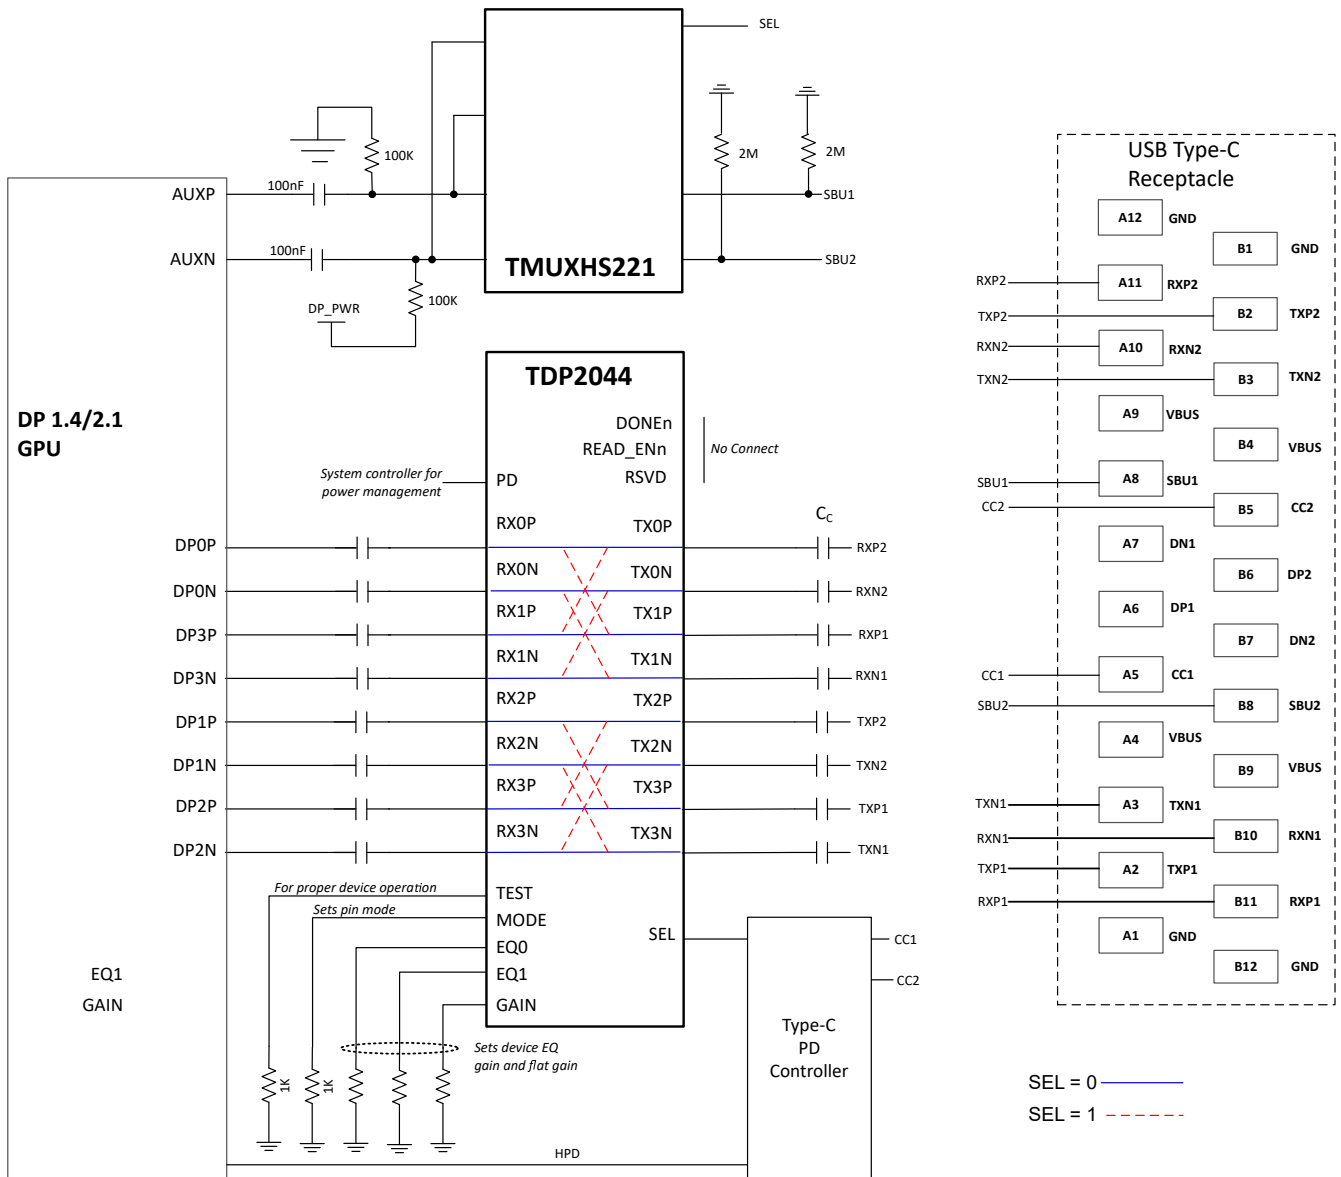 SEL
100K
2M
2M
100nF
AUXP
SBU1
100nF
AUXN
SBU2
TMUXHS221
100K
DP_PWR
USB Type-C
Receptacle
A12 GND
B1 GND
RXP2 A11 RXP2
TXP2 B2 TXP2
RXN2 A10 RXN2
TXN2 B3 TXN2
A9 VBUS
B4 VBUS
SBU1 A8 SBU1
CC2 B5 CC2
A7 DN1
B6 DP2
A6 DP1
B7 DN2
CC1 A5 CC1
SBU2 B8 SBU2
A4 VBUS
B9 VBUS
TXN1 A3 TXN1
RXN1 B10 RXN1
TXP1 A2 TXP1
RXP1 B11 RXP1
A1 GND
B12 GND
DP 1.4/2.1
GPU
TDP2044
DONEn
READ_ENn
RSVD
No Connect
System controller for
power management
PD
CC
RX0P TX0P
DP0P RXP2
RX0N TX0N
DP0N RXN2
RX1P TX1P
DP3P RXP1
RX1N TX1N
DP3N RXN1
RX2P TX2P
DP1P TXP2
RX2N TX2N
DP1N TXN2
RX3P TX3P
DP2P TXP1
RX3N TX3N
DP2N TXN1
For proper device operation
TEST
Sets pin mode
MODE
EQ0
SEL
CC1
EQ1
EQ1
CC2
GAIN
GAIN
Sets device EQ
gain and flat gain
1K
1K
Type-C
PD
Controller
HPD
SEL = 0
SEL = 1